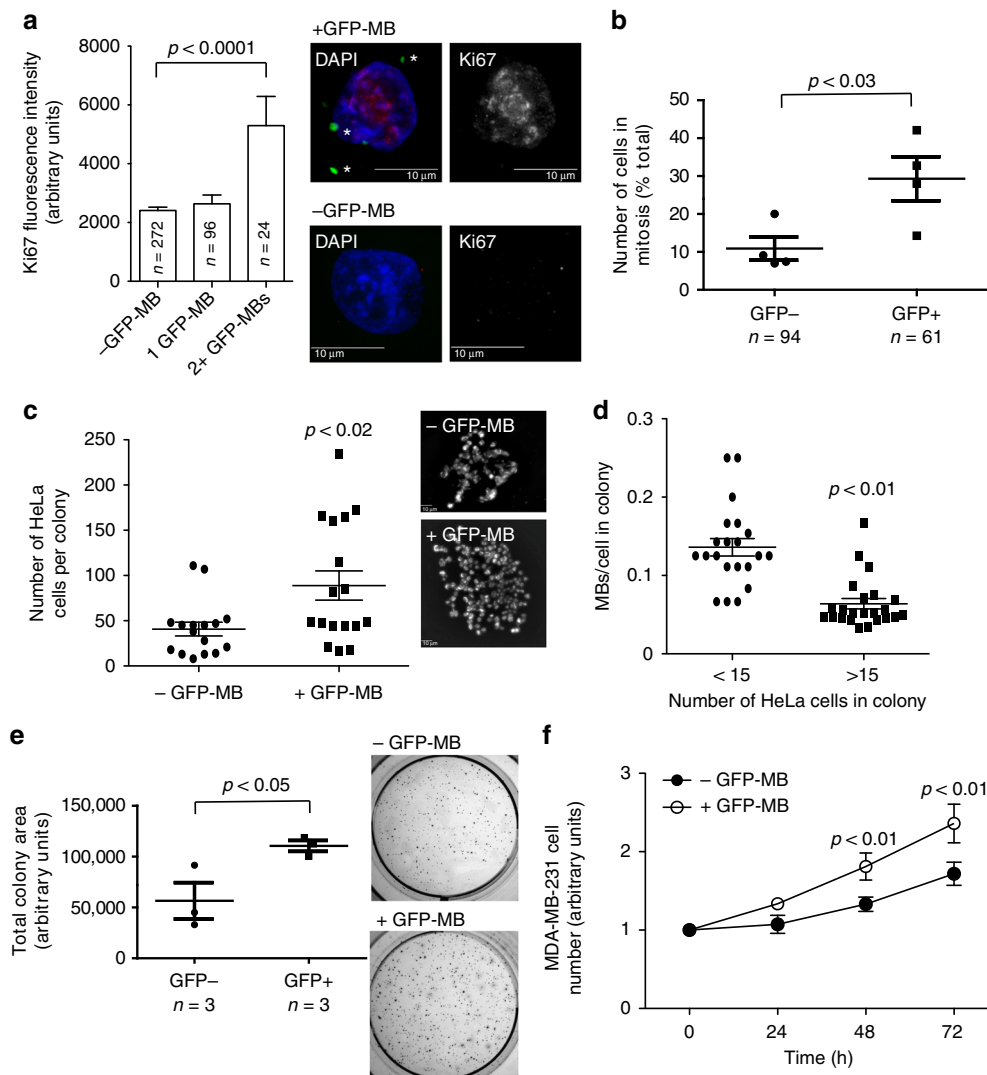 a
8000
6000
4000
2000
0
Ki67 fluorescence intensity
(arbitrary units)
p < 0.0001
n = 272
n = 96
n = 24
–GFP-MB
1 GFP-MB
2+ GFP-MBs
+GFP-MB
DAPI
*
*
*
10 μm
Ki67
10 μm
–GFP-MB
DAPI
10 μm
Ki67
10 μm
b
p < 0.03
50
40
30
20
10
0
Number of cells in
mitosis (% total)
GFP–
n = 94
GFP+
n = 61
c
p < 0.02
250
200
150
100
50
0
Number of HeLa
cells per colony
– GFP-MB
+ GFP-MB
– GFP-MB
10 μm
+ GFP-MB
10 μm
d
0.3
0.2
0.1
0
MBs/cell in colony
p < 0.01
< 15
>15
Number of HeLa cells in colony
e
p < 0.05
150,000
100,000
50,000
0
Total colony area
(arbitrary units)
GFP–
n = 3
GFP+
n = 3
– GFP-MB
+ GFP-MB
f
3
2
1
0
MDA-MB-231 cell
number (arbitrary units)
– GFP-MB
+ GFP-MB
p < 0.01
p < 0.01
0
24
48
72
Time (h)